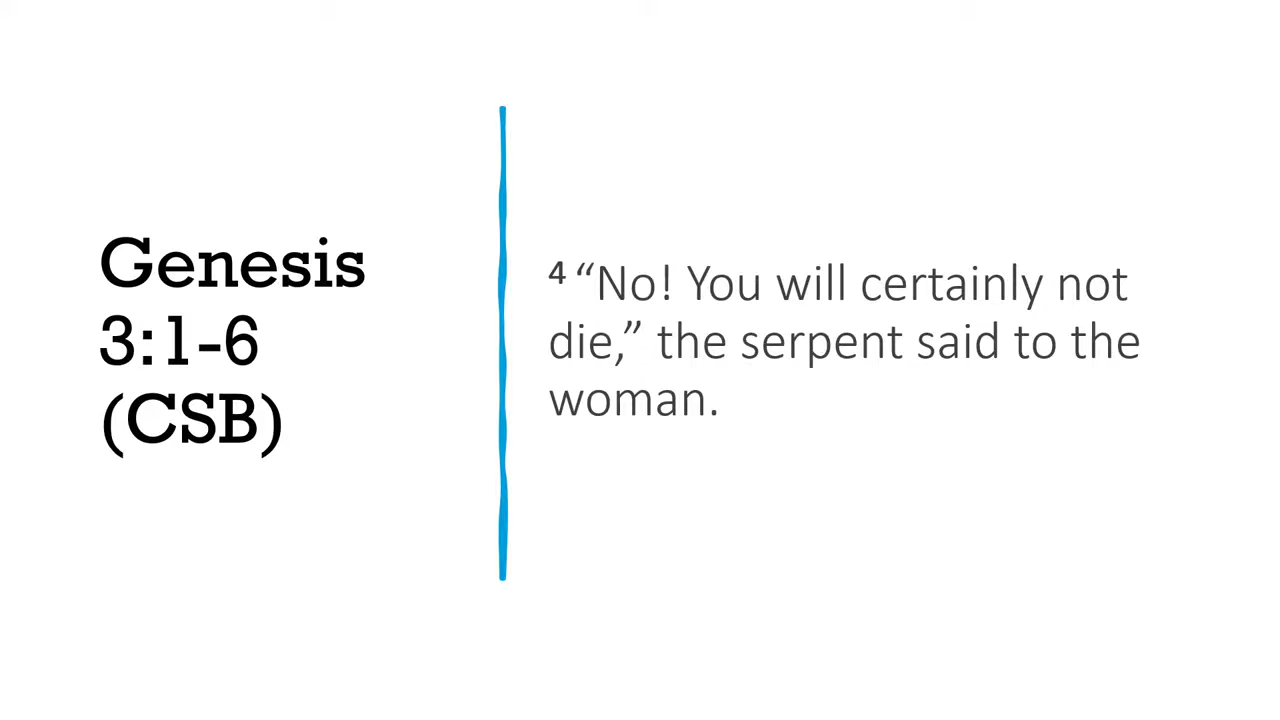 Genesis
3:1-6
(CSB)
4 “No! You will certainly not
die,” the serpent said to the
woman.